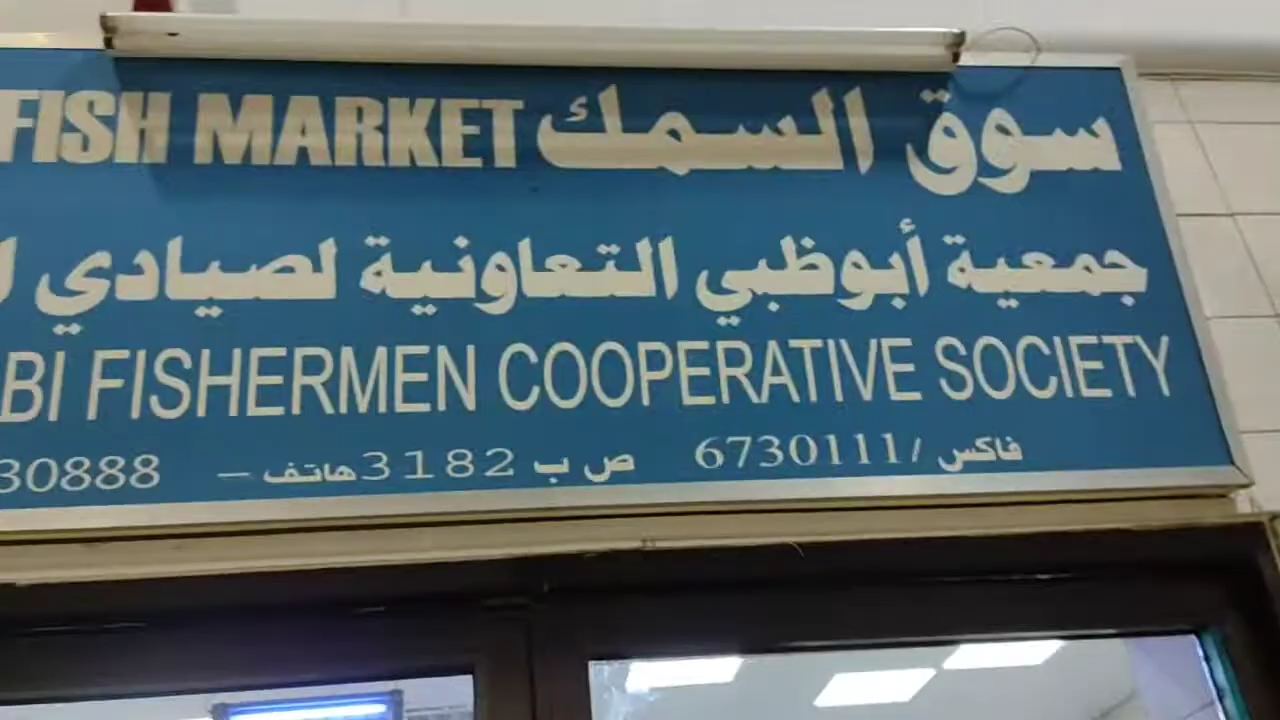 سوق السمك FISH MARKET
جمعية أبوظبي التعاونية لصيادي
BI FISHERMEN COOPERATIVE SOCIETY
فاكس /6730111 ص ب 3182 هاتف – 30888